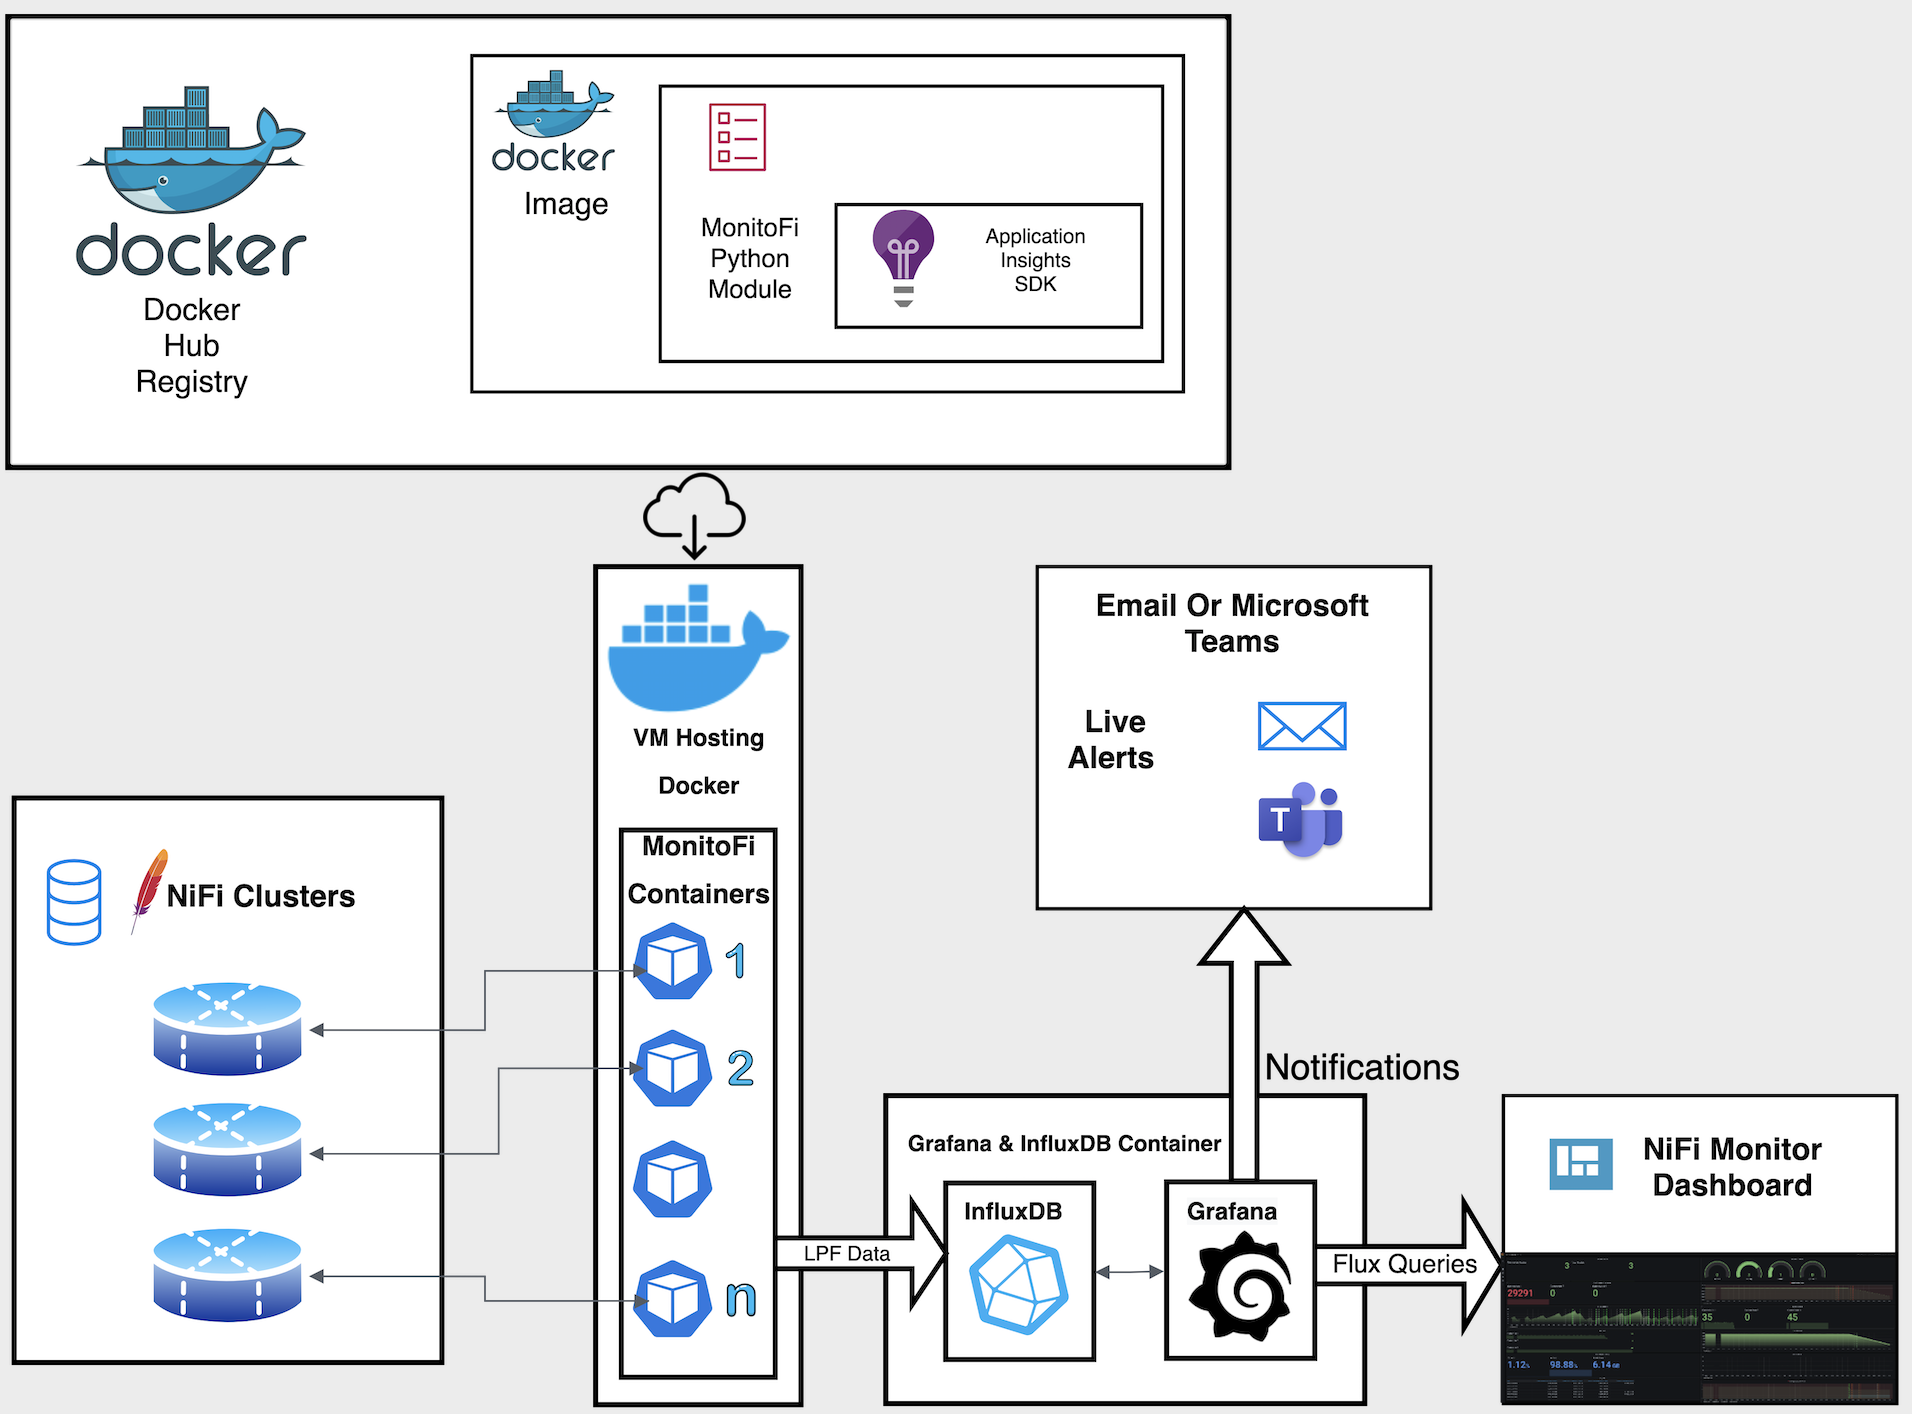 docker
Docker
Hub
Registry
docker
Image
MonitoFi
Python
Module
Application
Insights
SDK
VM Hosting
Docker
MonitoFi
Containers
1
2
n
NiFi Clusters
Email Or Microsoft
Teams
Live
Alerts
T
Notifications
Grafana & InfluxDB Container
InfluxDB
Grafana
LPF Data
Flux Queries
NiFi Monitor
Dashboard
3
3
29291
0
0
35
0
45
1.12%
98.88%
6.14